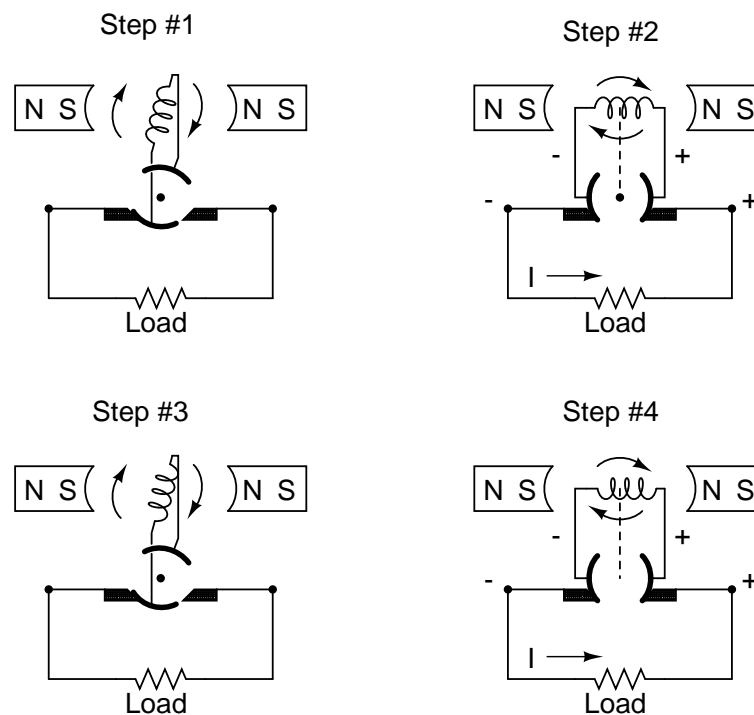 Step #1
N S
N S
Load
Step #2
N S
N S
- +
- +
I
Load
Step #3
N S
N S
Load
Step #4
N S
N S
- +
- +
I
Load